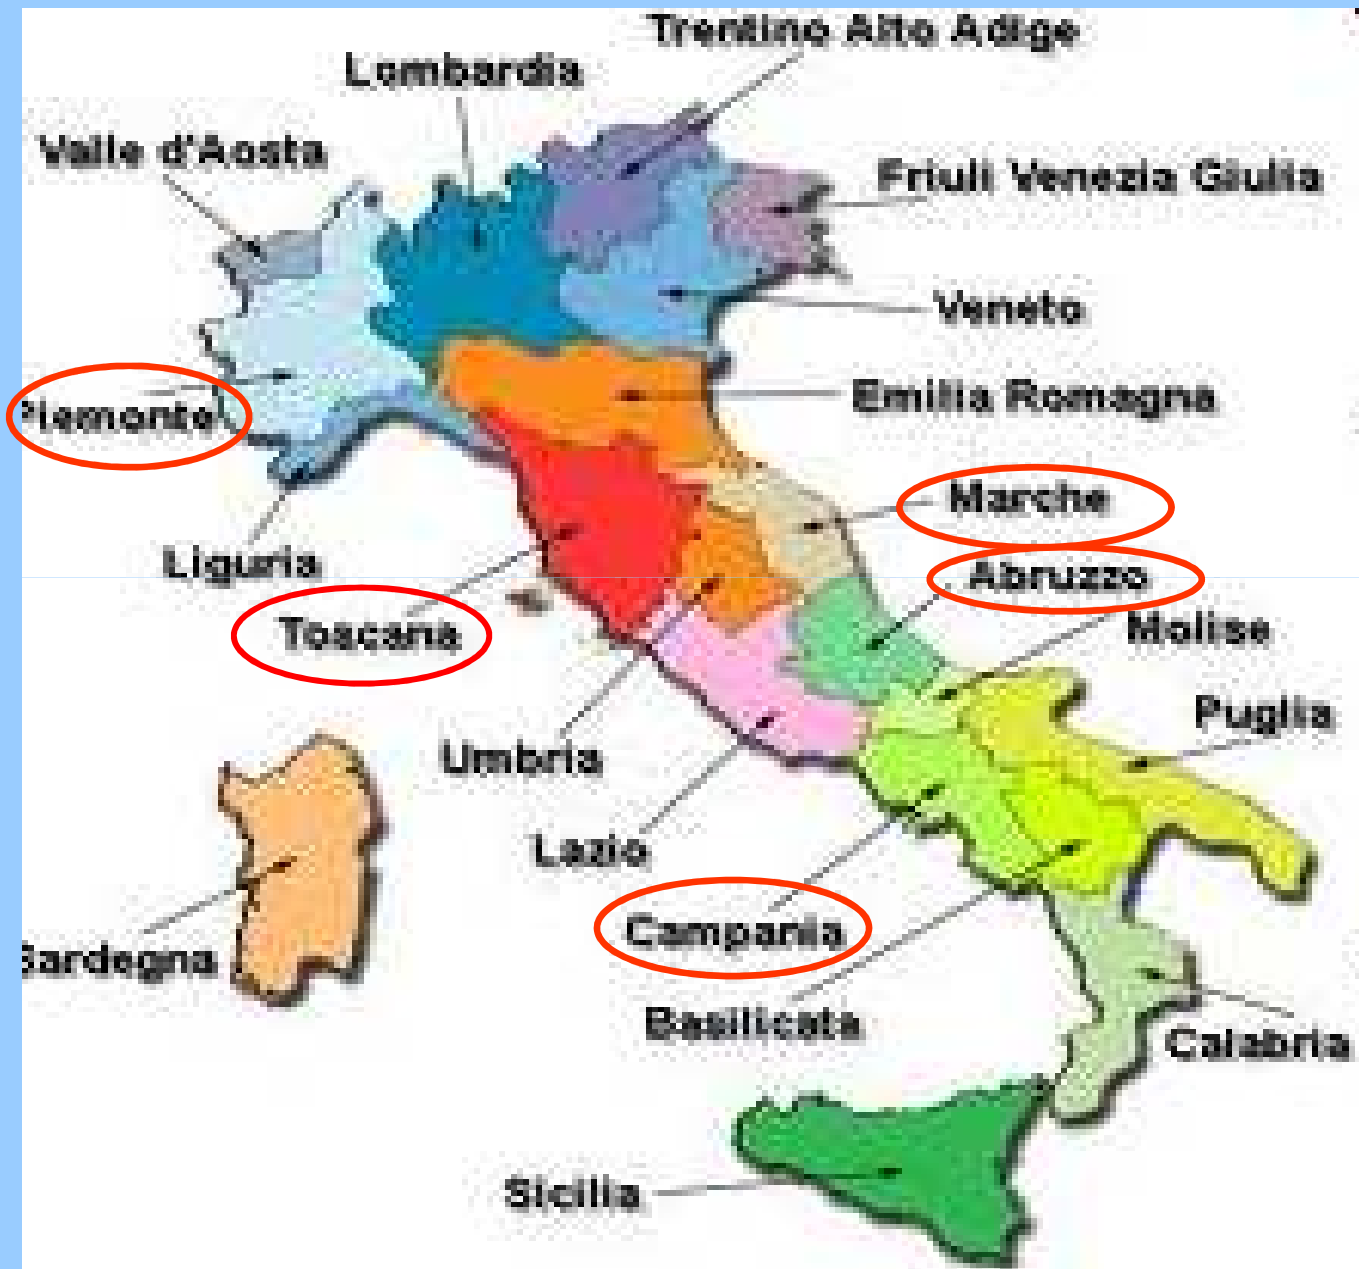 Trentino Alto Adige
Lombardia
Valle d'Aosta
Friuli Venezia Giulia
Veneto
Piemonte
Emilia Romagna
Marche
Liguria
Abruzzo
Toscana
Molise
Puglia
Umbria
Lazio
Campania
Sardegna
Basilicata
Calabria
Sicilia